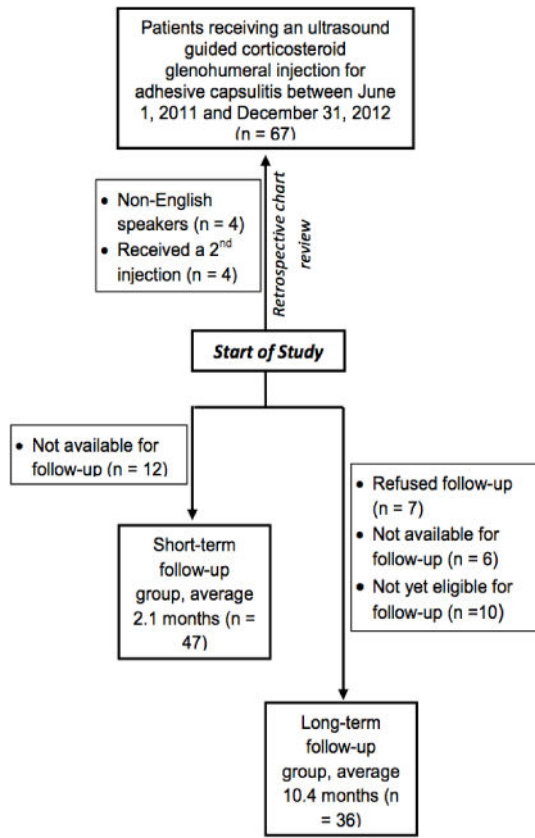 Patients receiving an ultrasound
guided corticosteroid
glenohumeral injection for
adhesive capsulitis between June
1, 2011 and December 31, 2012
(n = 67)
• Non-English
speakers (n = 4)
• Received a 2nd
injection (n = 4)
Retrospective chart
review
Start of Study
• Not available for
follow-up (n = 12)
• Refused follow-up
(n = 7)
• Not available for
follow-up (n = 6)
• Not yet eligible for
follow-up (n =10)
Short-term
follow-up
group, average
2.1 months (n =
47)
Long-term
follow-up
group, average
10.4 months (n
= 36)